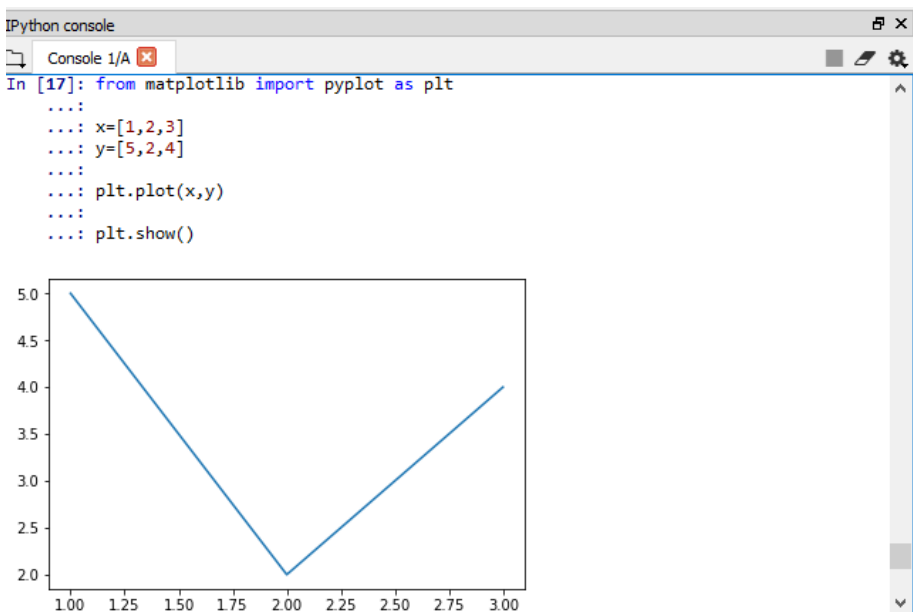 IPython console
Console 1/A
In [17]: from matplotlib import pyplot as plt
...:
...: x=[1,2,3]
...: y=[5,2,4]
...:
...: plt.plot(x,y)
...:
...: plt.show()
5.0
4.5
4.0
3.5
3.0
2.5
2.0
1.00 1.25 1.50 1.75 2.00 2.25 2.50 2.75 3.00